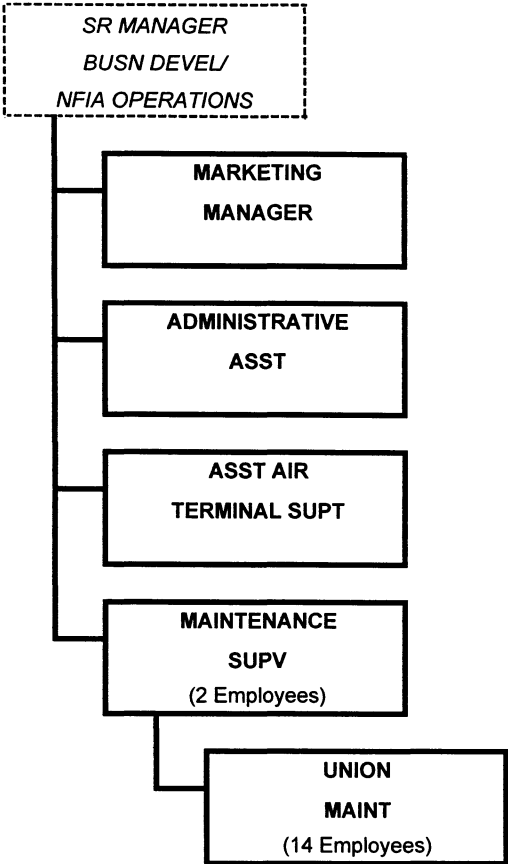 SR MANAGER
BUSN DEVEL/
NFIA OPERATIONS
MARKETING
MANAGER
ADMINISTRATIVE
ASST
ASST AIR
TERMINAL SUPT
MAINTENANCE
SUPV
(2 Employees)
UNION
MAINT
(14 Employees)